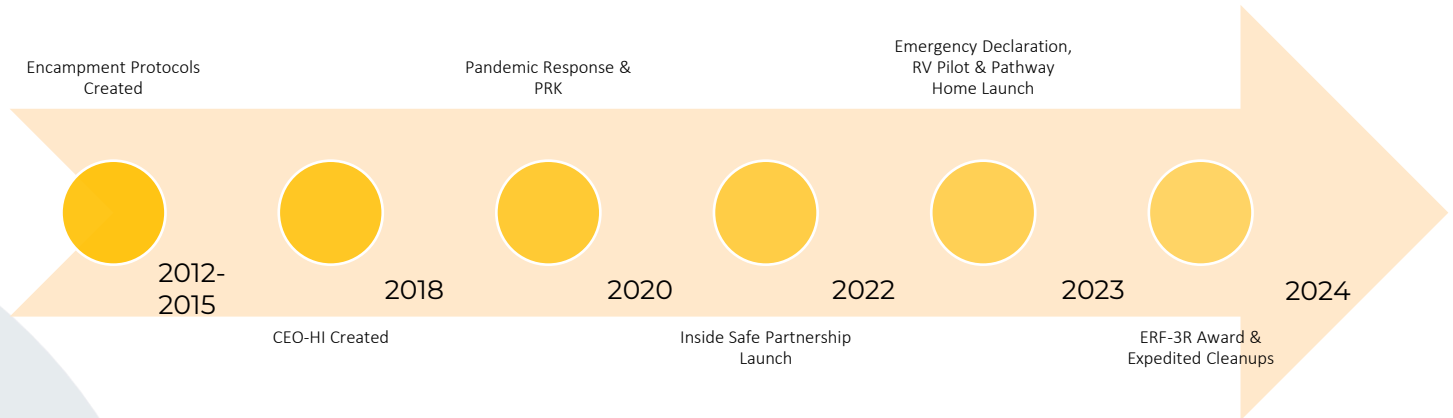 Encampment Protocols
Created
Pandemic Response &
PRK
Emergency Declaration,
RV Pilot & Pathway
Home Launch
2012-
2015
2018
2020
2022
2023
2024
CEO-HI Created
Inside Safe Partnership
Launch
ERF-3R Award &
Expedited Cleanups